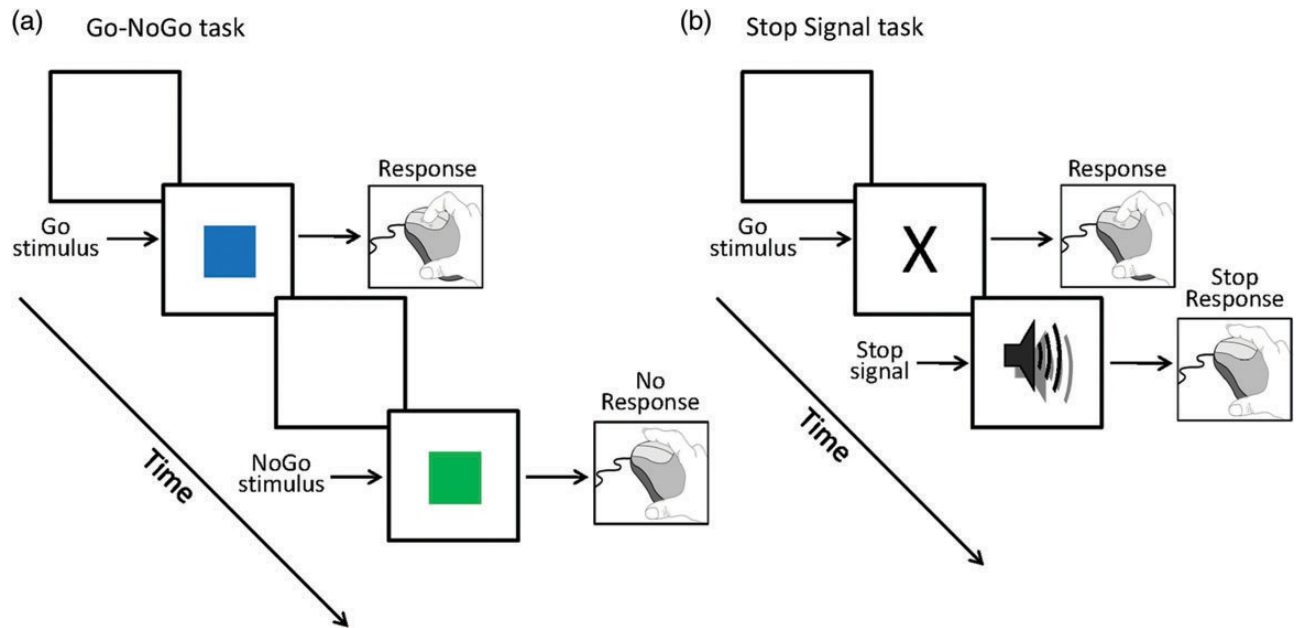 (a) Go-NoGo task
Response
Go
stimulus
No
Response
NoGo
stimulus
Time
(b) Stop Signal task
Response
Go
stimulus
X
Stop
Response
Stop
signal
Time